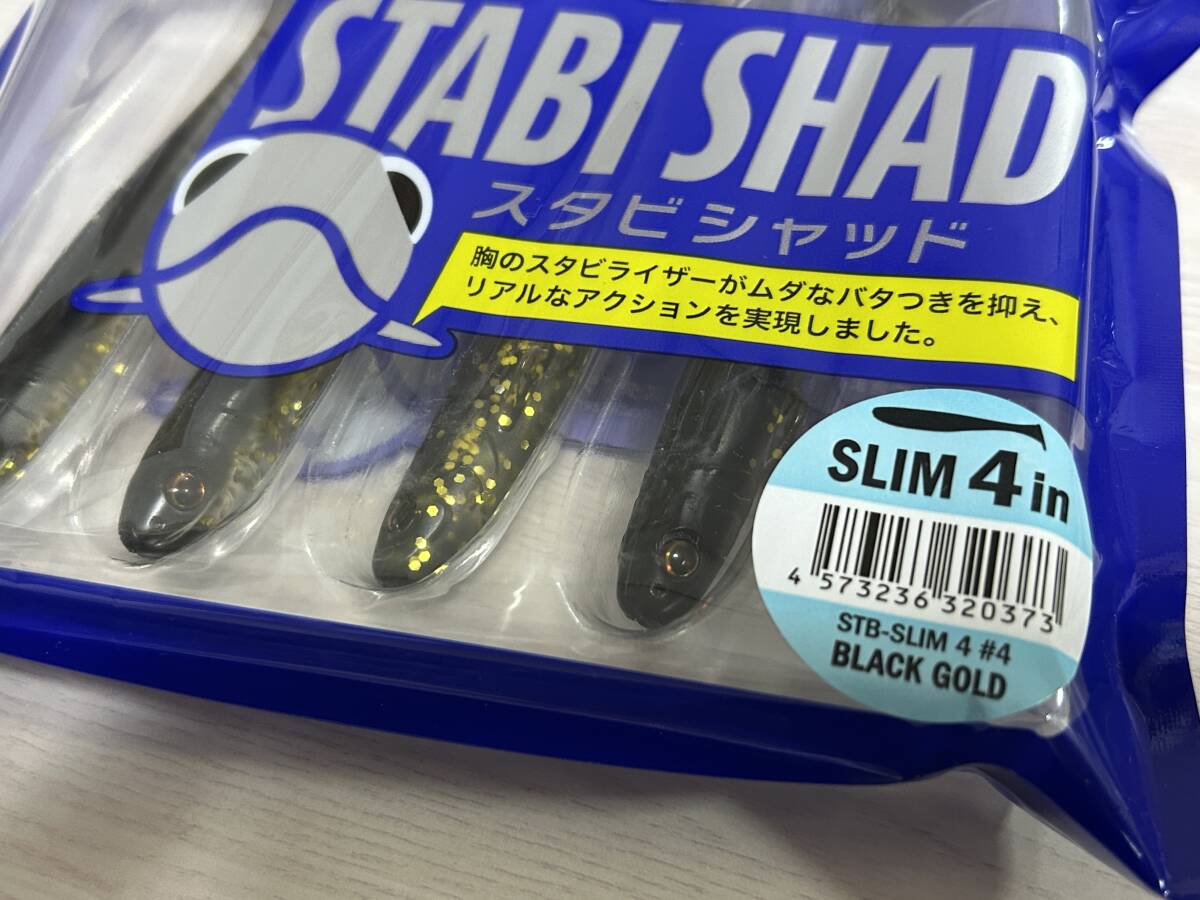 STABI SHAD
スタビシャッド
胸のスタビライザーがムダなバタつきを抑え、
リアルなアクションを実現しました。
SLIM 4 in
4 573236 320373
STB-SLIM 4 #4
BLACK GOLD